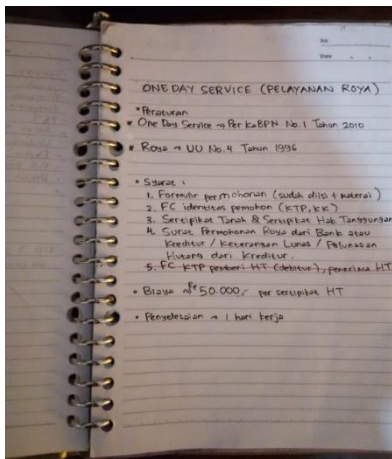 No.
Date
ONE DAY SERVICE (PELAYANAN ROYA)
• Peraturan
* One Day Service → Per KaBPN No. 1 Tahun 2010
* Roya → UU No. 4 Tahun 1996
• Syarat :
1. Formulir permohonan (sudah diisi + materai)
2. FC identitas pemohon (KTP, KK)
3. Sertipikat Tanah & Sertipikat Hak Tanggungan
4. Surat Permohonan Roya dari Bank atau
Kreditur / Keterangan Lunas / Pelunasan
Hutang dari Kreditur.
5. FC KTP pemberi HT (debitur), penerima HT
• Biaya → Rp 50.000,- per sertipikat HT
• Penyelesaian → 1 hari kerja